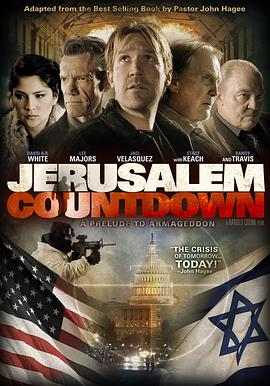 Adapted from the Best Selling Book by Pastor John Hagee
DAVID A.R. WHITE LEE MAJORS JACI VELASQUEZ with STACY KEACH and RANDY TRAVIS
JERUSALEM
COUNTDOWN
A PRELUDE TO ARMAGEDDON
"THE CRISIS
OF TOMORROW...
TODAY!"
–John Hagee